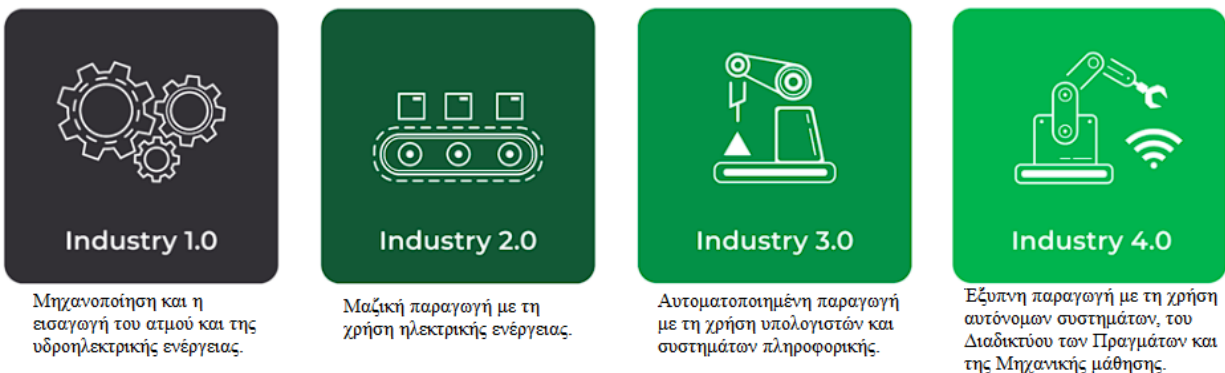 Industry 1.0
Μηχανοποίηση και η
εισαγωγή του ατμού και της
υδροηλεκτρικής ενέργειας.
Industry 2.0
Μαζική παραγωγή με τη
χρήση ηλεκτρικής ενέργειας.
Industry 3.0
Αυτοματοποιημένη παραγωγή
με τη χρήση υπολογιστών και
συστημάτων πληροφορικής.
Industry 4.0
Έξυπνη παραγωγή με τη χρήση
αυτόνομων συστημάτων, του
Διαδικτύου των Πραγμάτων και
της Μηχανικής μάθησης.